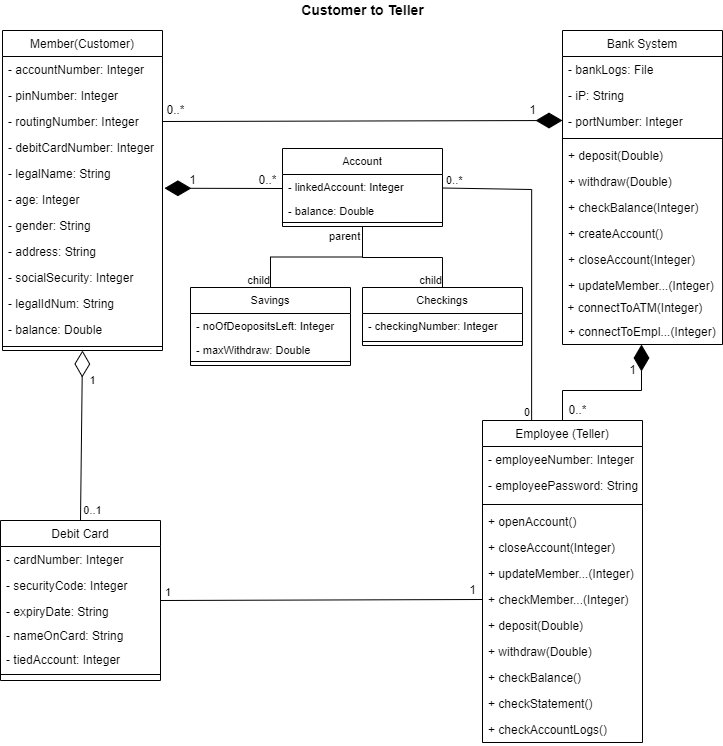 Customer to Teller
Member(Customer)
- accountNumber: Integer
- pinNumber: Integer
- routingNumber: Integer
- debitCardNumber: Integer
- legalName: String
- age: Integer
- gender: String
- address: String
- socialSecurity: Integer
- legalIdNum: String
- balance: Double
Bank System
- bankLogs: File
- iP: String
- portNumber: Integer
+ deposit(Double)
+ withdraw(Double)
+ checkBalance(Integer)
+ createAccount()
+ closeAccount(Integer)
+ updateMember...(Integer)
+ connectToATM(Integer)
+ connectToEmpl...(Integer)
0..*
1
1
0..*
Account
- linkedAccount: Integer
- balance: Double
0..*
parent
child
child
Savings
- noOfDeopositsLeft: Integer
- maxWithdraw: Double
Checkings
- checkingNumber: Integer
1
0..1
0
1
0..*
Debit Card
- cardNumber: Integer
- securityCode: Integer
- expiryDate: String
- nameOnCard: String
- tiedAccount: Integer
1
1
Employee (Teller)
- employeeNumber: Integer
- employeePassword: String
+ openAccount()
+ closeAccount(Integer)
+ updateMember...(Integer)
+ checkMember...(Integer)
+ deposit(Double)
+ withdraw(Double)
+ checkBalance()
+ checkStatement()
+ checkAccountLogs()